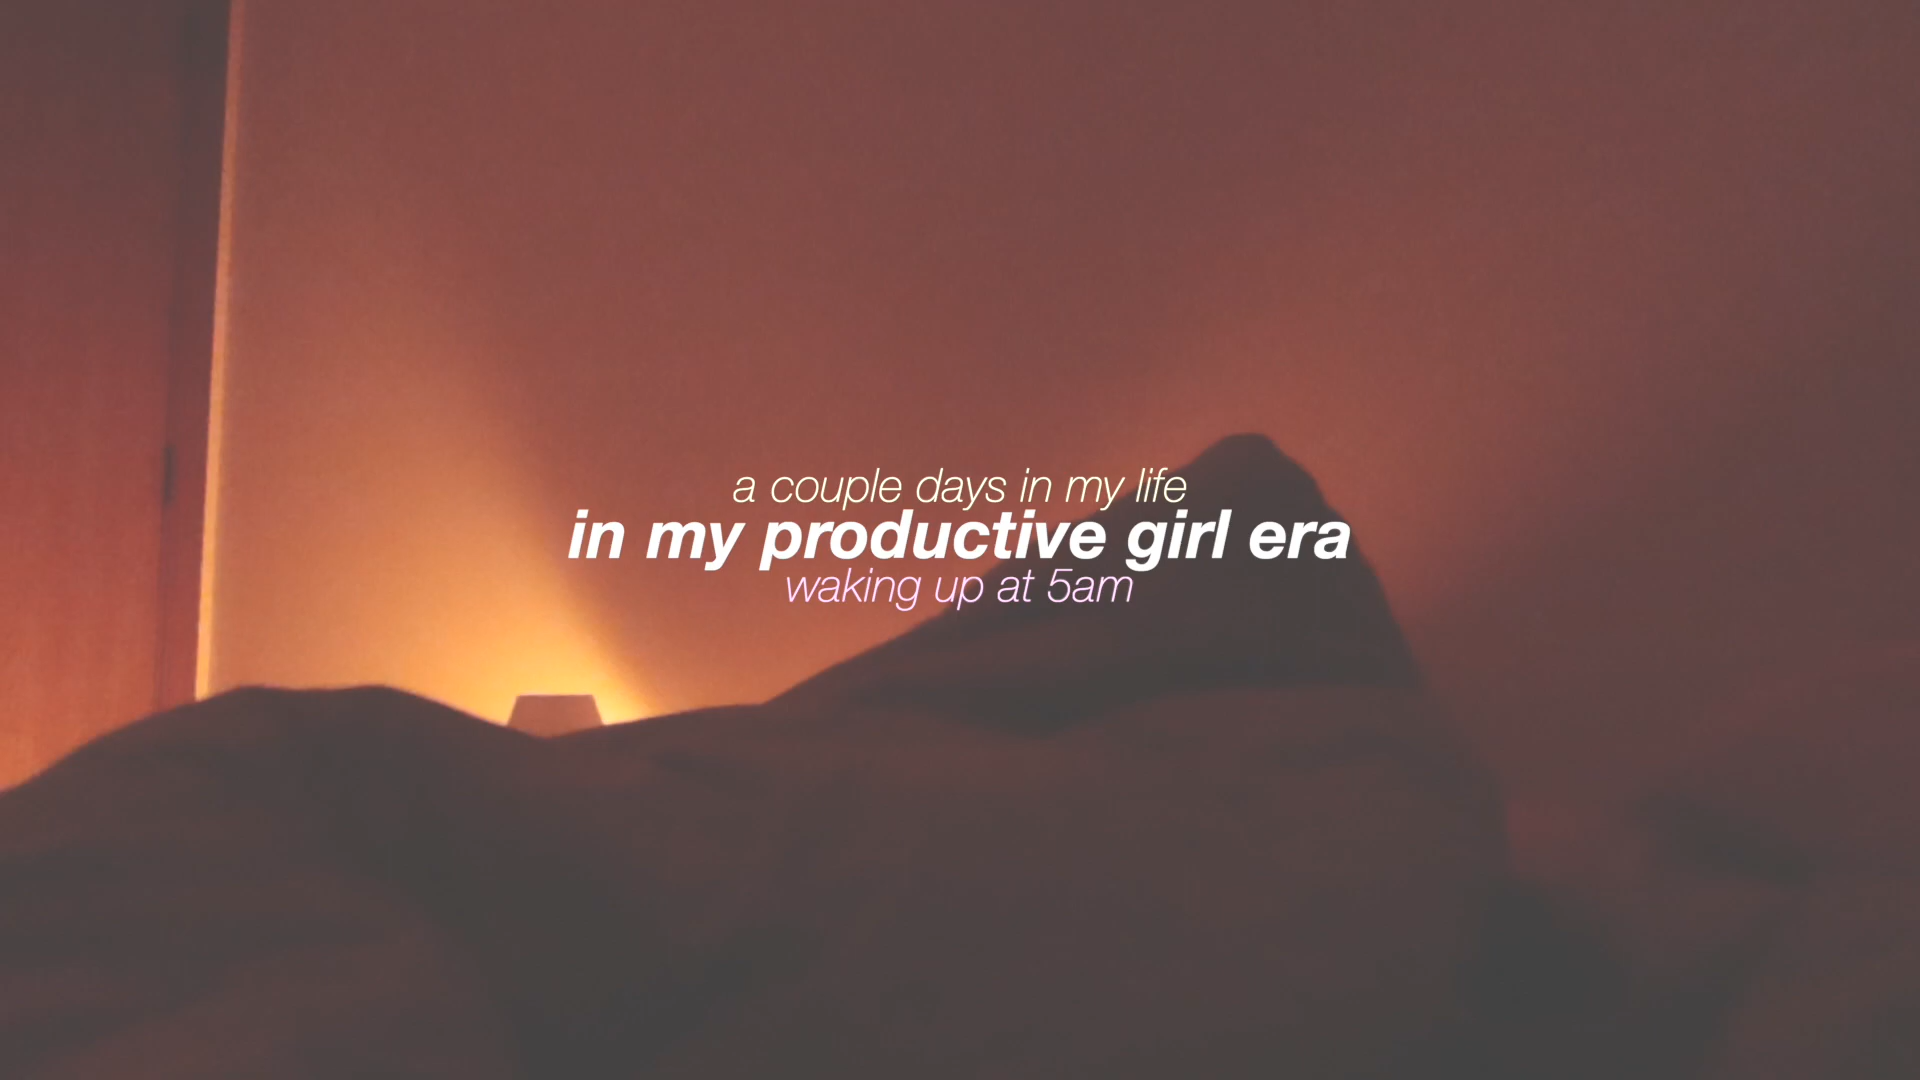 a couple days in my life
in my productive girl era
waking up at 5am